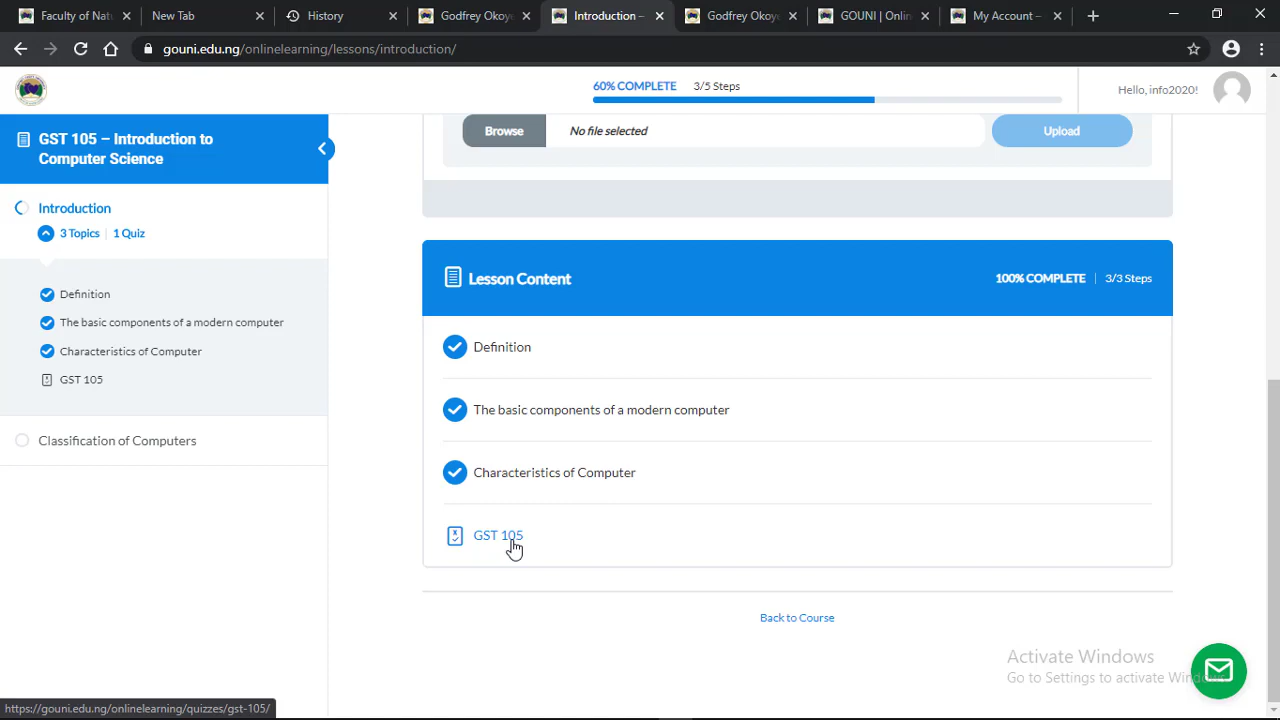 Faculty of Natu
New Tab
History
Godfrey Okoye
Introduction –
Godfrey Okoye
GOUNI | Onlin
My Account –
gouni.edu.ng/onlinelearning/lessons/introduction/
60% COMPLETE 3/5 Steps
Hello, info2020!
GST 105 – Introduction to
Computer Science
Introduction
3 Topics | 1 Quiz
Definition
The basic components of a modern computer
Characteristics of Computer
GST 105
Classification of Computers
Browse No file selected Upload
Lesson Content 100% COMPLETE | 3/3 Steps
Definition
The basic components of a modern computer
Characteristics of Computer
GST 105
Back to Course
Activate Windows
Go to Settings to activate Windows.
https://gouni.edu.ng/onlinelearning/quizzes/gst-105/